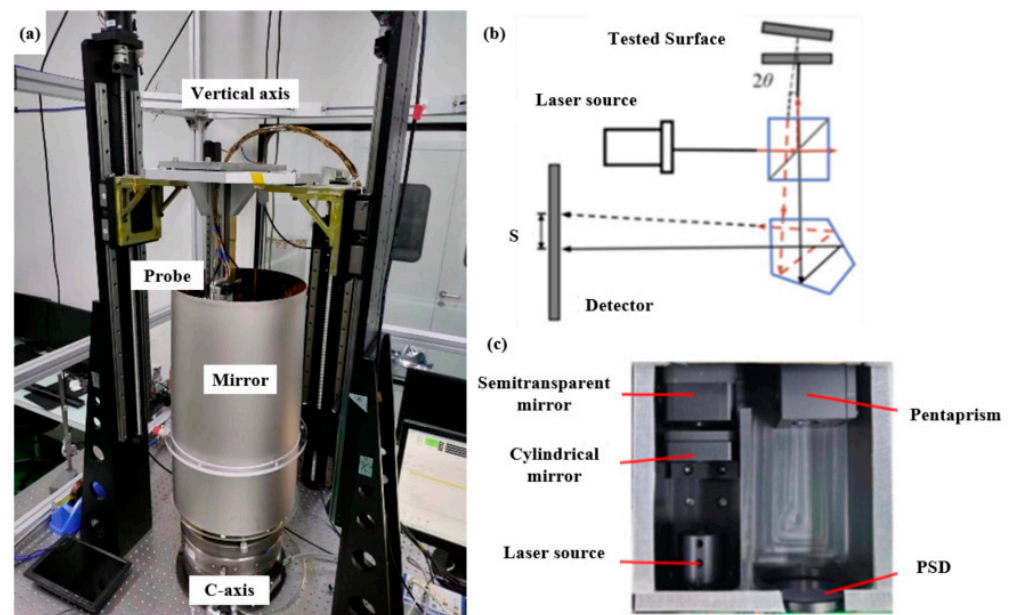 (a)
Vertical axis
Probe
Mirror
C-axis
(b)
Tested Surface
2θ
Laser source
S
Detector
(c)
Semitransparent
mirror
Pentaprism
Cylindrical
mirror
Laser source
PSD